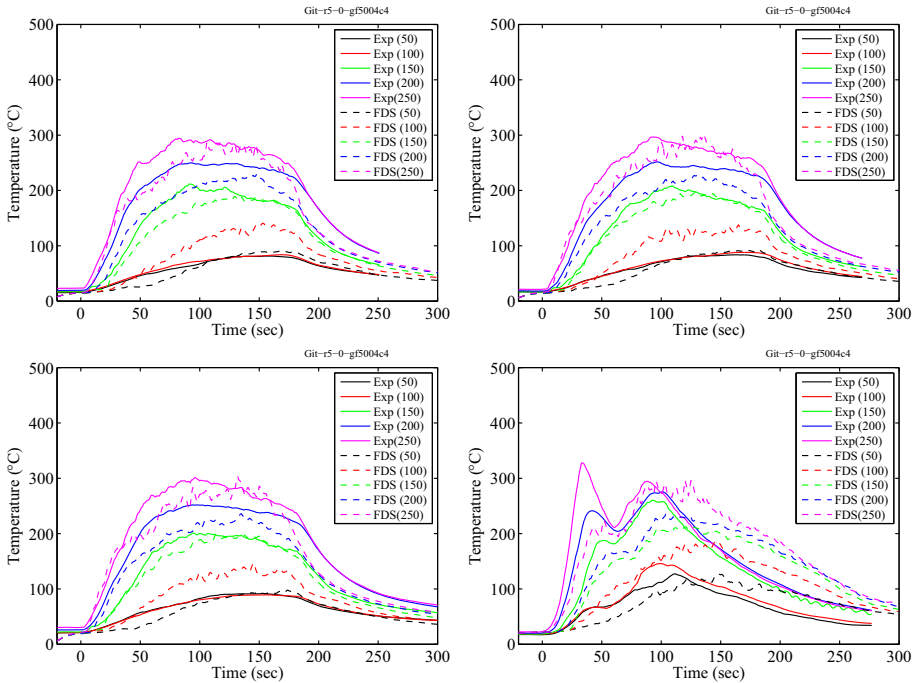 Git-r5-0-gf5004c4
500
400
300
200
100
0
Temperature (°C)
0
50
100
150
200
250
300
Time (sec)
Exp (50)
Exp (100)
Exp (150)
Exp (200)
Exp(250)
FDS (50)
FDS (100)
FDS (150)
FDS (200)
FDS(250)
Git-r5-0-gf5004c4
500
400
300
200
100
0
Temperature (°C)
0
50
100
150
200
250
300
Time (sec)
Exp (50)
Exp (100)
Exp (150)
Exp (200)
Exp(250)
FDS (50)
FDS (100)
FDS (150)
FDS (200)
FDS(250)
Git-r5-0-gf5004c4
500
400
300
200
100
0
Temperature (°C)
0
50
100
150
200
250
300
Time (sec)
Exp (50)
Exp (100)
Exp (150)
Exp (200)
Exp(250)
FDS (50)
FDS (100)
FDS (150)
FDS (200)
FDS(250)
Git-r5-0-gf5004c4
500
400
300
200
100
0
Temperature (°C)
0
50
100
150
200
250
300
Time (sec)
Exp (50)
Exp (100)
Exp (150)
Exp (200)
Exp(250)
FDS (50)
FDS (100)
FDS (150)
FDS (200)
FDS(250)